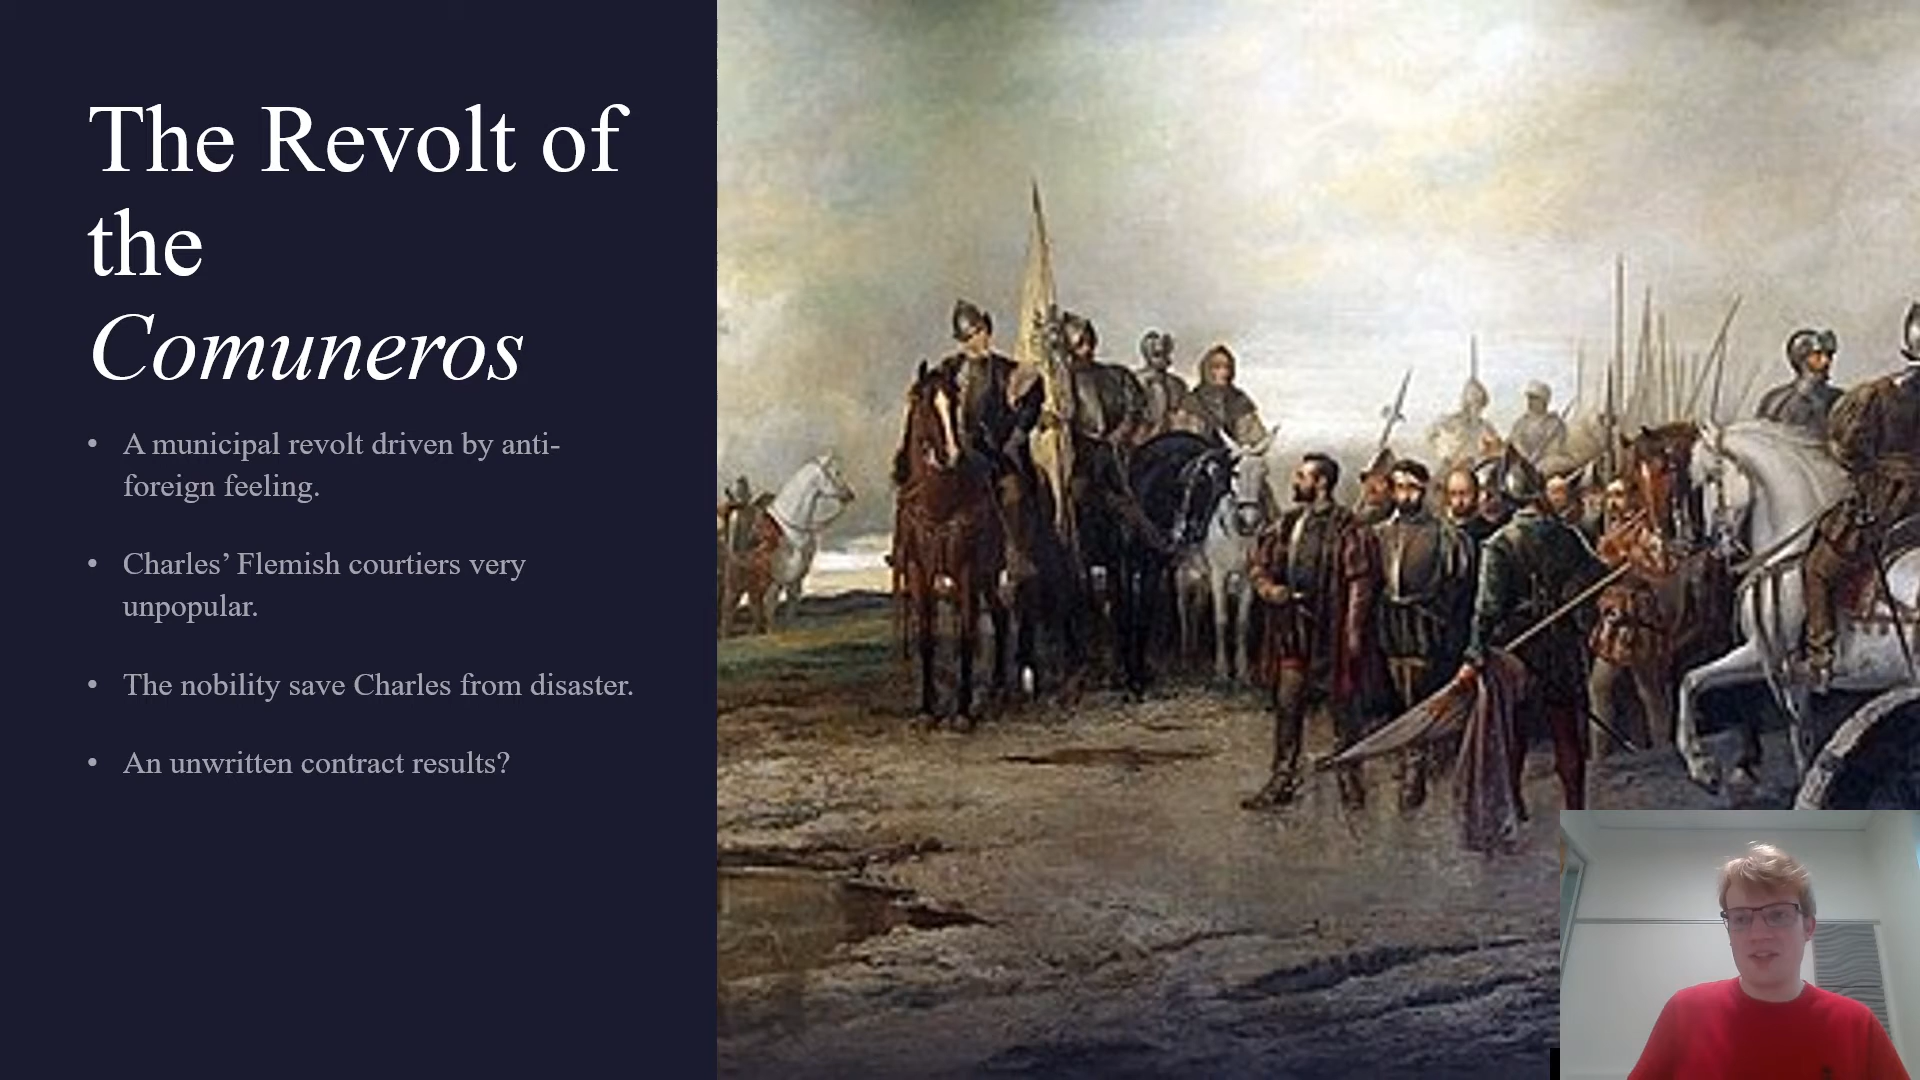 The Revolt of
the
Comuneros
• A municipal revolt driven by anti-
foreign feeling.
• Charles’ Flemish courtiers very
unpopular.
• The nobility save Charles from disaster.
• An unwritten contract results?